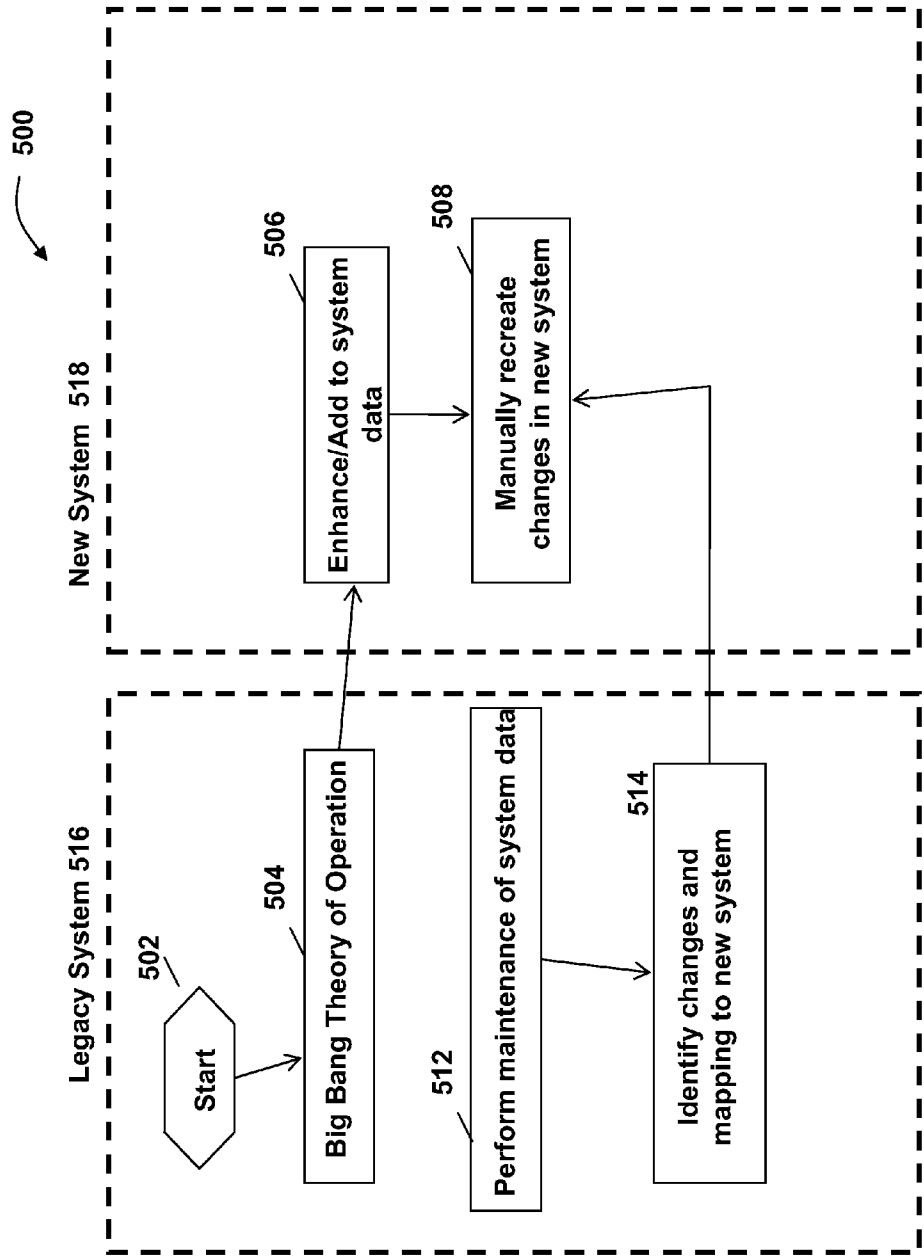 500
Legacy System 516
New System 518
502
Start
504
Big Bang Theory of Operation
506
Enhance/Add to system
data
512
Perform maintenance of system data
508
Manually recreate
changes in new system
514
Identify changes and
mapping to new system